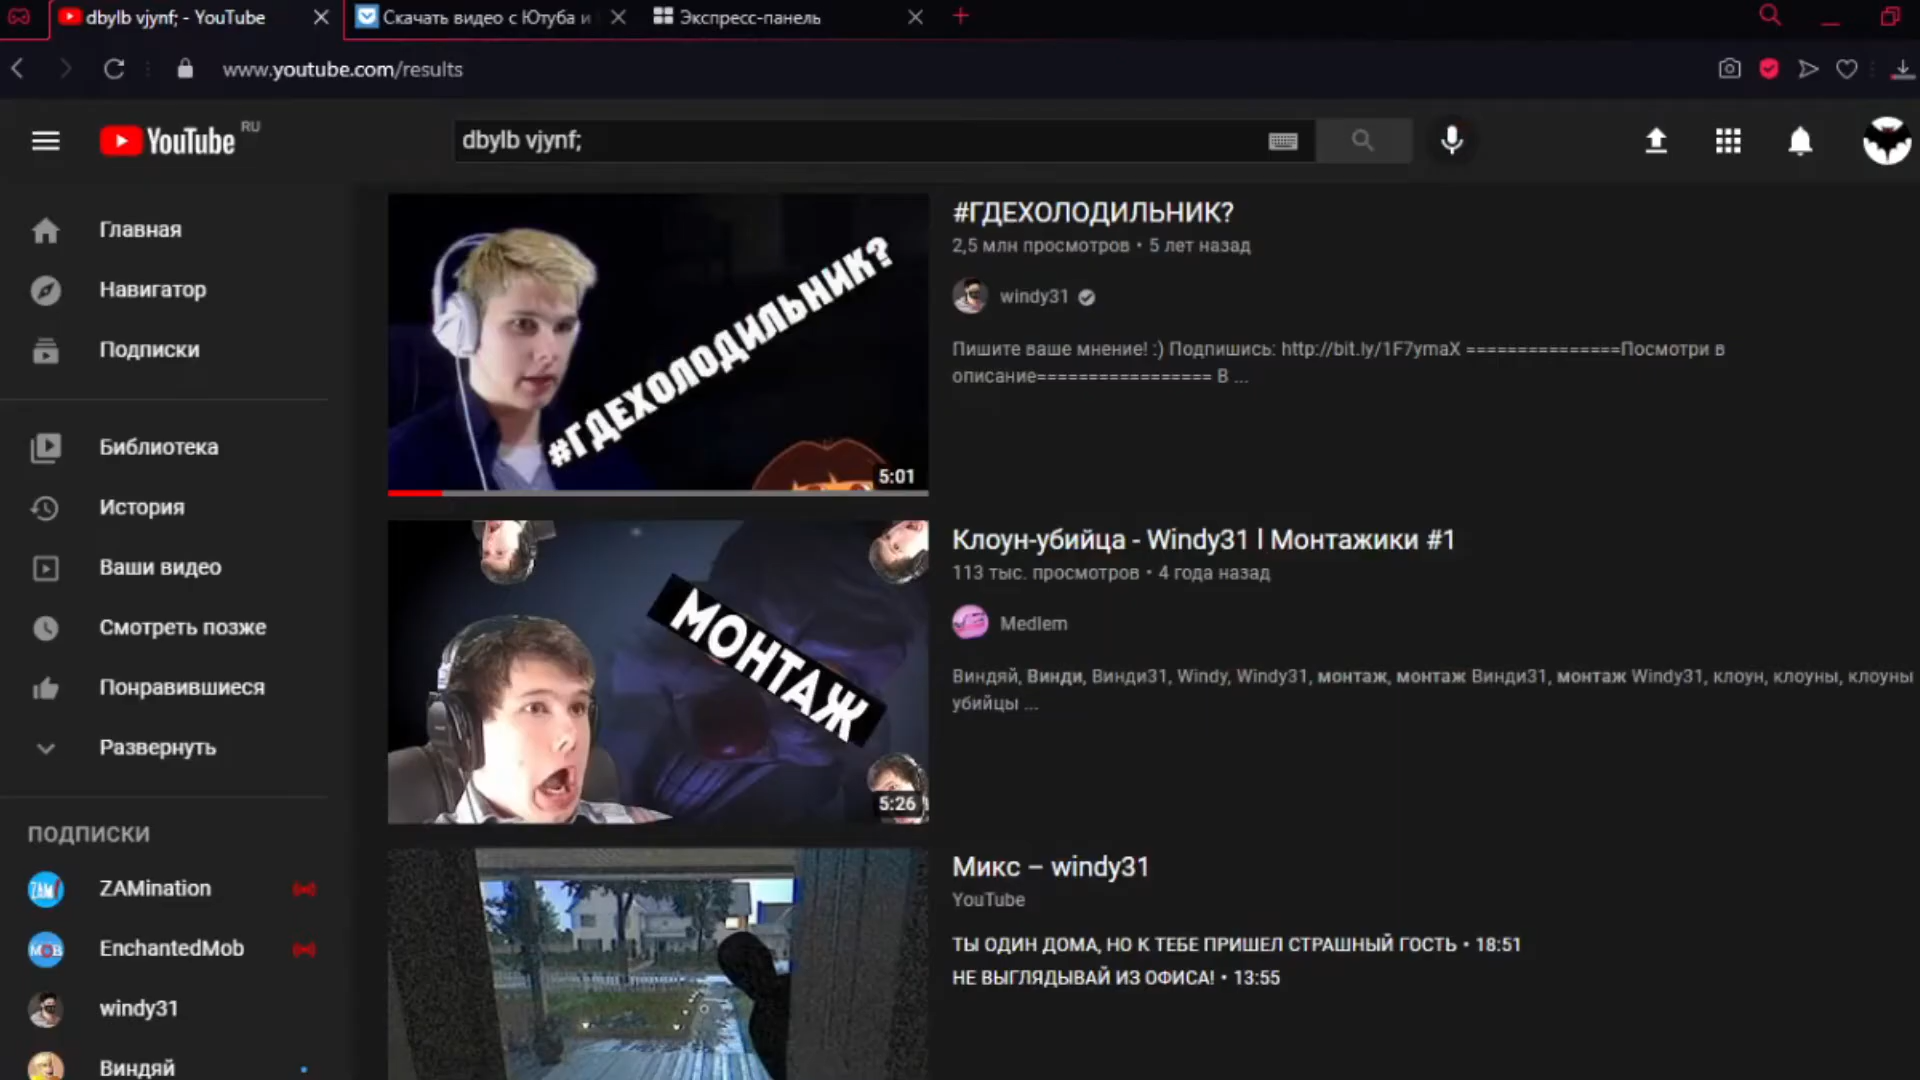 dbylb vjynf; - YouTube
Скачать видео с Ютуба и
Экспресс-панель
www.youtube.com/results
YouTube RU
dbylb vjynf;
Главная
Навигатор
Подписки
Библиотека
История
Ваши видео
Смотреть позже
Понравившиеся
Развернуть
ПОДПИСКИ
ZAM!
ZAMination
MOB
EnchantedMob
windy31
Виндяй
#ГДЕХОЛОДИЛЬНИК?
5:01
#ГДЕХОЛОДИЛЬНИК?
2,5 млн просмотров • 5 лет назад
windy31
Пишите ваше мнение! :) Подпишись: http://bit.ly/1F7ymaX ===============Посмотри в
описание================= В ...
МОНТАЖ
5:26
Клоун-убийца - Windy31 l Монтажики #1
113 тыс. просмотров • 4 года назад
Medlem
Виндяй, Винди, Винди31, Windy, Windy31, монтаж, монтаж Винди31, монтаж Windy31, клоун, клоуны, клоуны
убийцы ...
Микс – windy31
YouTube
ТЫ ОДИН ДОМА, НО К ТЕБЕ ПРИШЕЛ СТРАШНЫЙ ГОСТЬ • 18:51
НЕ ВЫГЛЯДЫВАЙ ИЗ ОФИСА! • 13:55